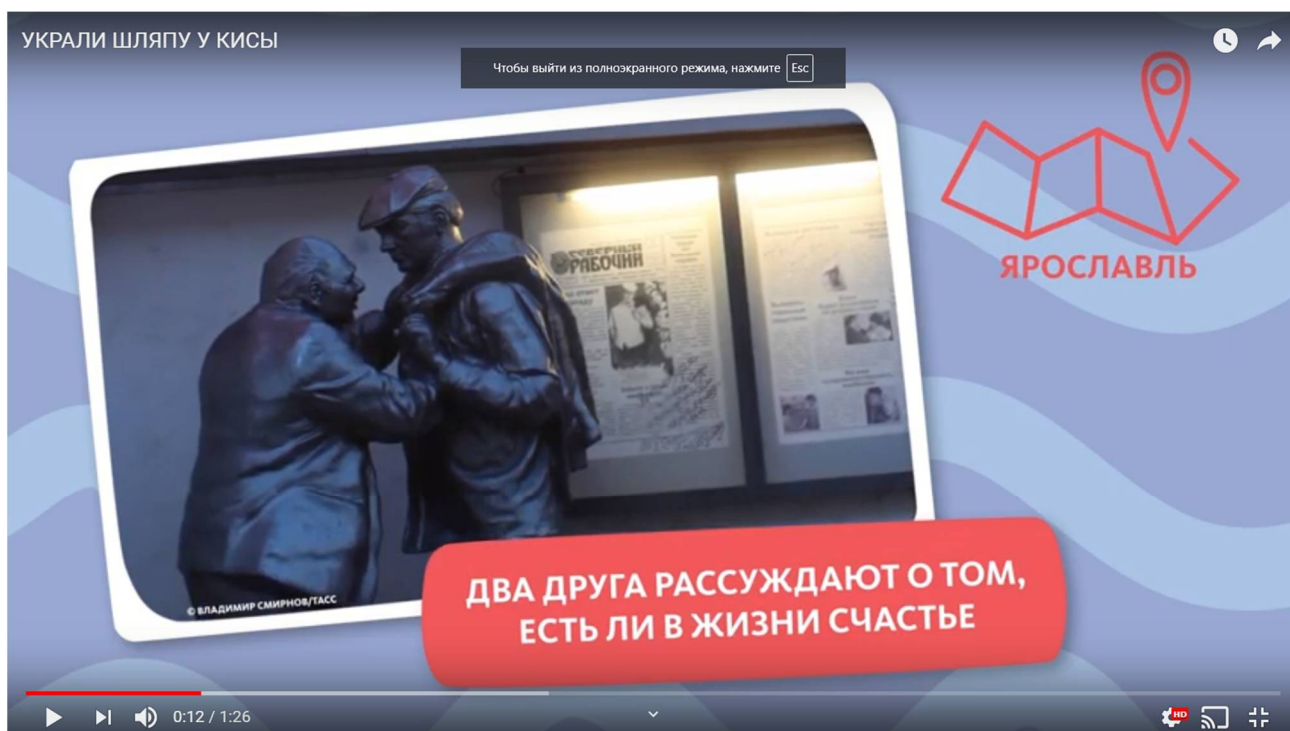 УКРАЛИ ШЛЯПУ У КИСЫ
Чтобы выйти из полноэкранного режима, нажмите Esc
ЯРОСЛАВЛЬ
СЕВЕРНЫЙ
РАБОЧИЙ
© ВЛАДИМИР СМИРНОВ/ТАСС
ДВА ДРУГА РАССУЖДАЮТ О ТОМ,
ЕСТЬ ЛИ В ЖИЗНИ СЧАСТЬЕ
0:12 / 1:26
HD